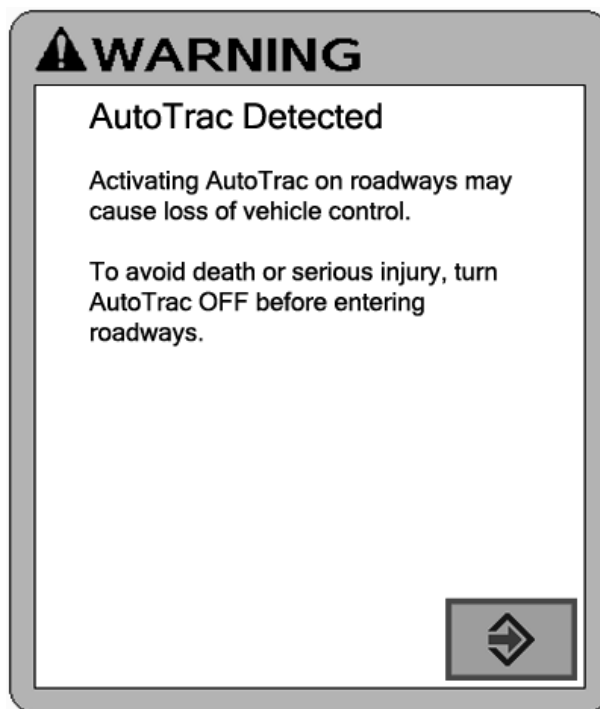 WARNING
AutoTrac Detected
Activating AutoTrac on roadways may
cause loss of vehicle control.
To avoid death or serious injury, turn
AutoTrac OFF before entering
roadways.